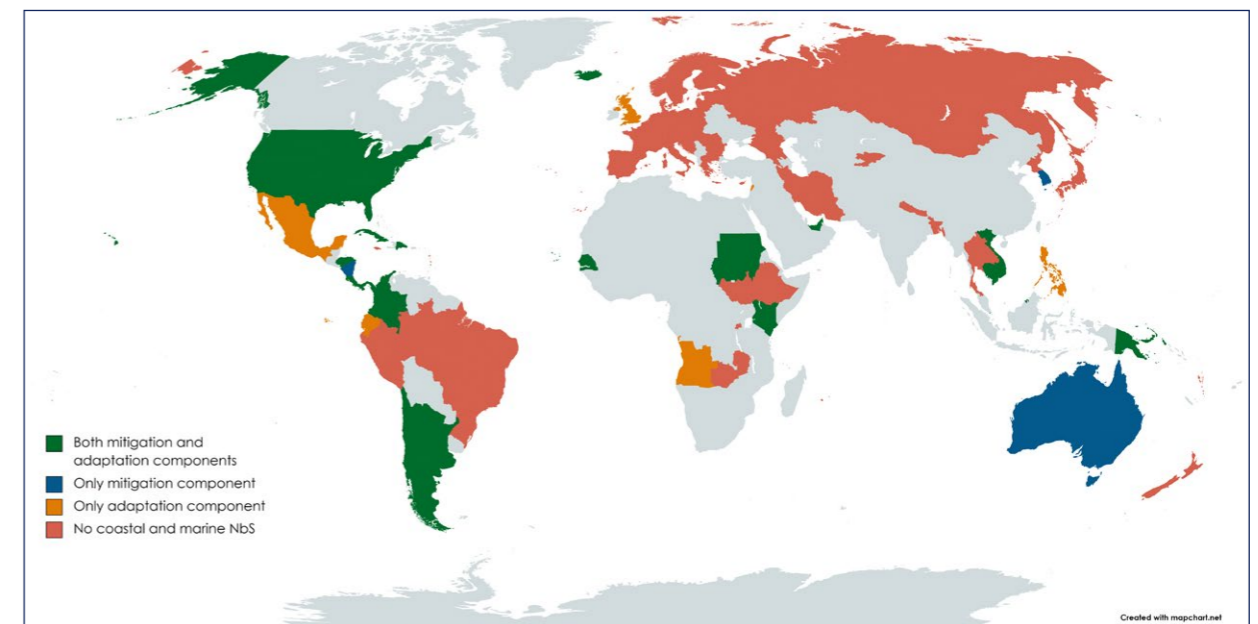 Both mitigation and
adaptation components
Only mitigation component
Only adaptation component
No coastal and marine NbS
Created with mapchart.net